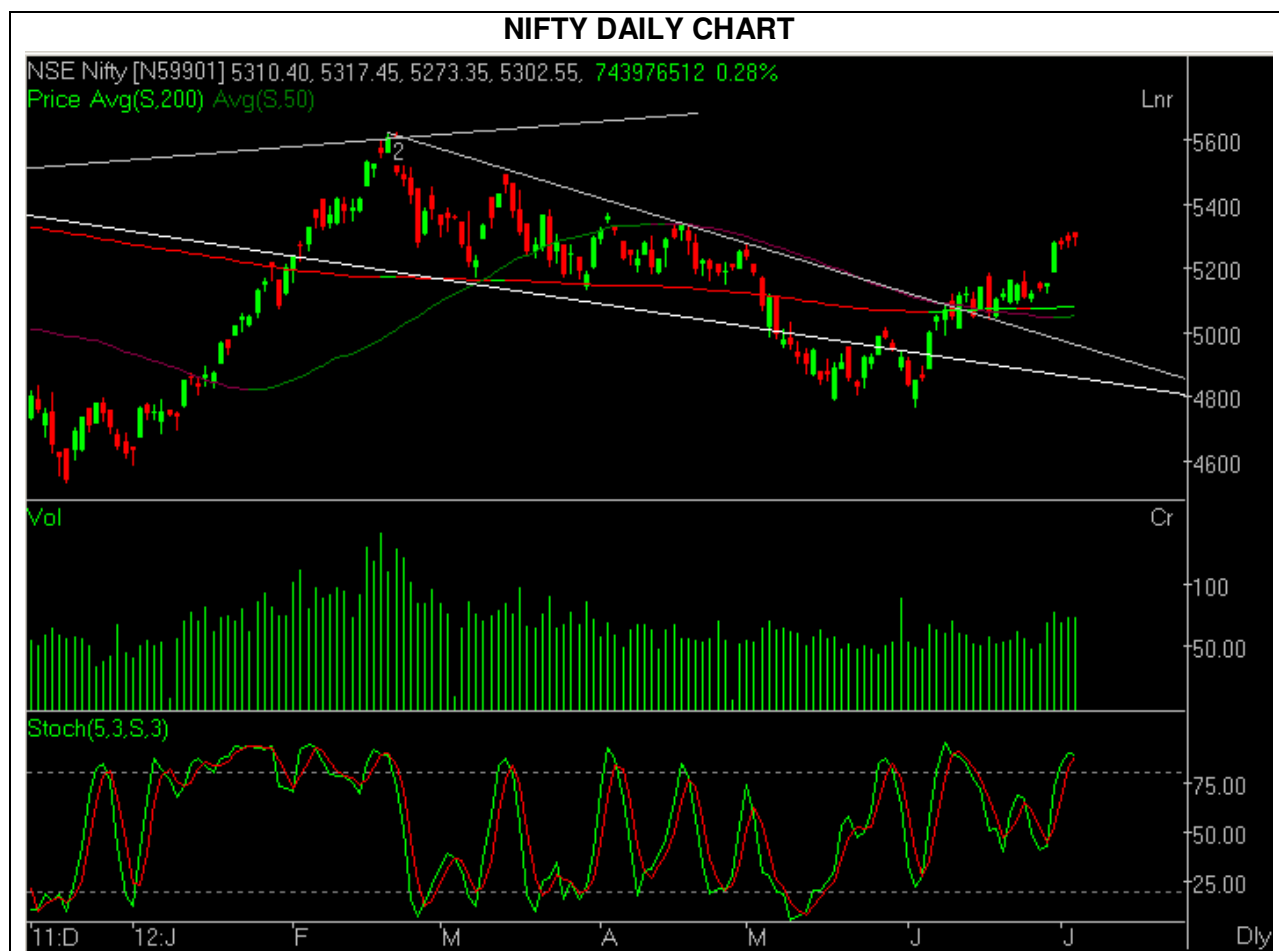 NIFTY DAILY CHART
NSE Nifty [N59901] 5310.40, 5317.45, 5273.35, 5302.55, 743976512 0.28%
Price Avg(S,200) Avg(S,50)
Lnr
2
5600
5400
5200
5000
4800
4600
Vol
Cr
100
50.00
Stoch(5,3,S,3)
75.00
50.00
25.00
11:D 12:J F M A M J J Dly